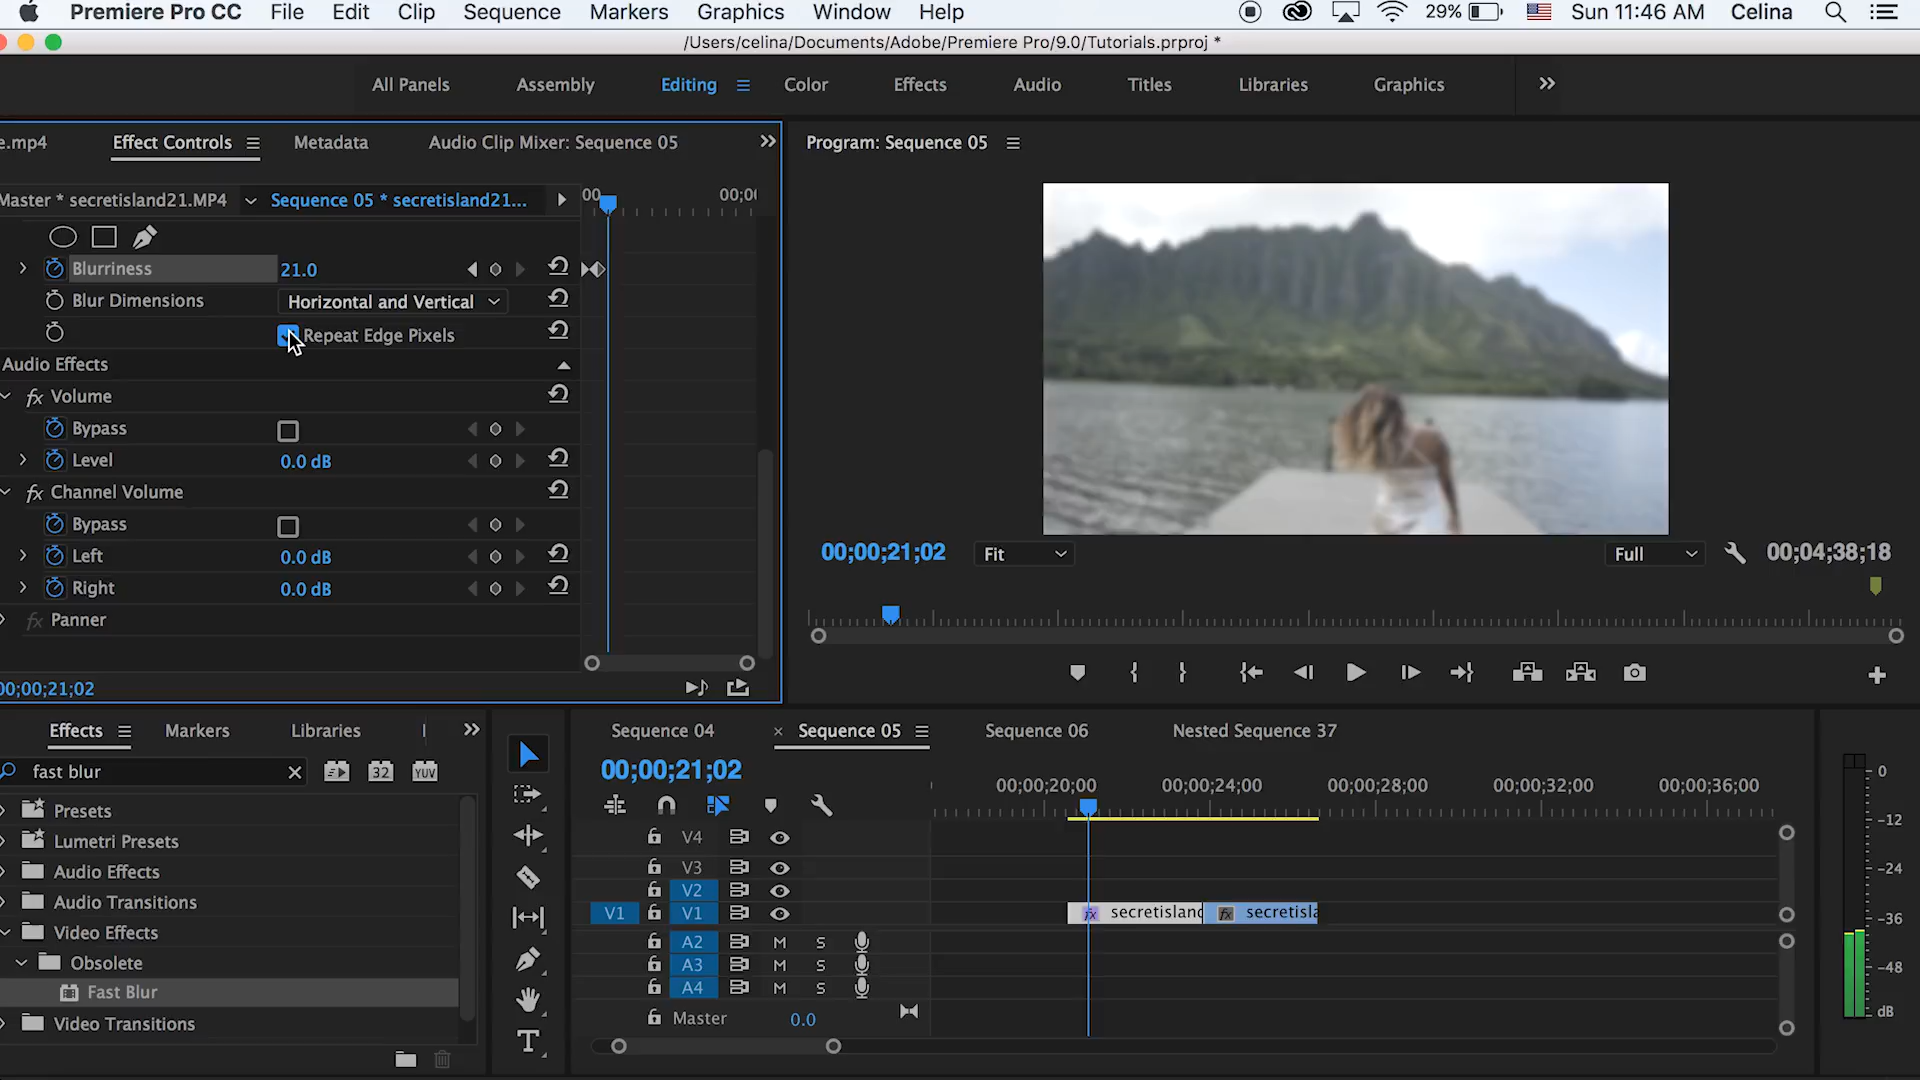 Premiere Pro CC File Edit Clip Sequence Markers Graphics Window Help 29% Sun 11:46 AM Celina
/Users/celina/Documents/Adobe/Premiere Pro/9.0/Tutorials.prproj *
All Panels Assembly Editing Color Effects Audio Titles Libraries Graphics
e.mp4 Effect Controls Metadata Audio Clip Mixer: Sequence 05
Program: Sequence 05
Master * secretisland21.MP4 Sequence 05 * secretisland21...
00 00;0
Blurriness 21.0
Blur Dimensions Horizontal and Vertical
Repeat Edge Pixels
Audio Effects
fx Volume
Bypass
Level 0.0 dB
fx Channel Volume
Bypass
Left 0.0 dB
Right 0.0 dB
fx Panner
00;00;21;02
00;00;21;02 Fit Full 00;04;38;18
Effects Markers Libraries
fast blur 32 YUV
Presets
Lumetri Presets
Audio Effects
Audio Transitions
Video Effects
Obsolete
Fast Blur
Video Transitions
T
Sequence 04 × Sequence 05 Sequence 06 Nested Sequence 37
00;00;21;02
00;00;20;00 00;00;24;00 00;00;28;00 00;00;32;00 00;00;36;00
V4
V3
V2
V1 V1 fx secretisland fx secretisla
A2 M S
A3 M S
A4 M S
Master 0.0
0
-12
-24
-36
-48
dB